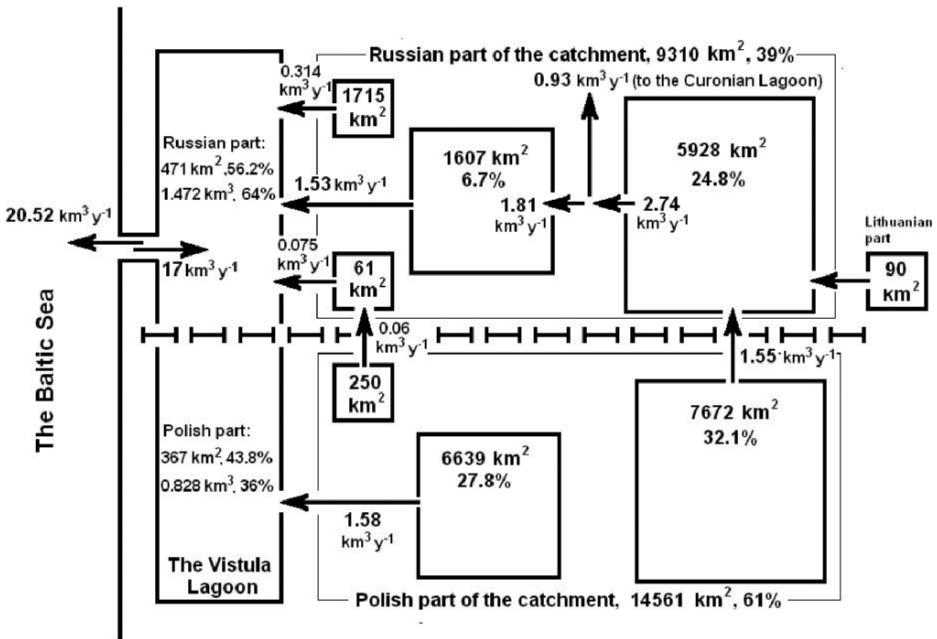 Russian part of the catchment, 9310 km², 39%
0.93 km³ y⁻¹ (to the Curonian Lagoon)
0.314
km³ y⁻¹
1715
km²
Russian part:
471 km², 56.2%
1.472 km³, 64%
1.53 km³ y⁻¹
1607 km²
6.7%
1.81
km³ y⁻¹
5928 km²
24.8%
2.74
km³ y⁻¹
Lithuanian
part
90
km²
20.52 km³ y⁻¹
17 km³ y⁻¹
0.075
km³ y⁻¹
61
km²
0.06
km³ y⁻¹
1.55 km³ y⁻¹
The Baltic Sea
250
km²
7672 km²
32.1%
Polish part:
367 km², 43.8%
0.828 km³, 36%
6639 km²
27.8%
1.58
km³ y⁻¹
The Vistula
Lagoon
Polish part of the catchment, 14561 km², 61%